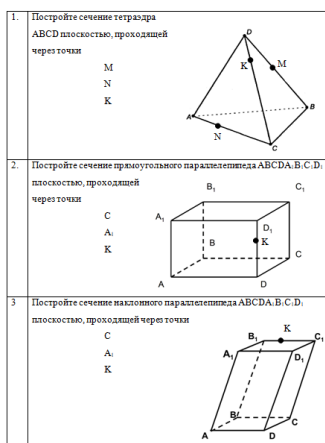 1. Постройте сечение тетраэдра
ABCD плоскостью, проходящей
через точки
M
N
K
D
K
M
A
B
N
C
2. Постройте сечение прямоугольного параллелепипеда ABCDA₁B₁C₁D₁
плоскостью, проходящей
через точки
C
A₁
K
B₁
C₁
A₁
D₁
B
K
C
A
D
3 Постройте сечение наклонного параллелепипеда ABCDA₁B₁C₁D₁
плоскостью, проходящей через точки
C
A₁
K
K
B₁
C₁
A₁
D₁
B
C
A
D